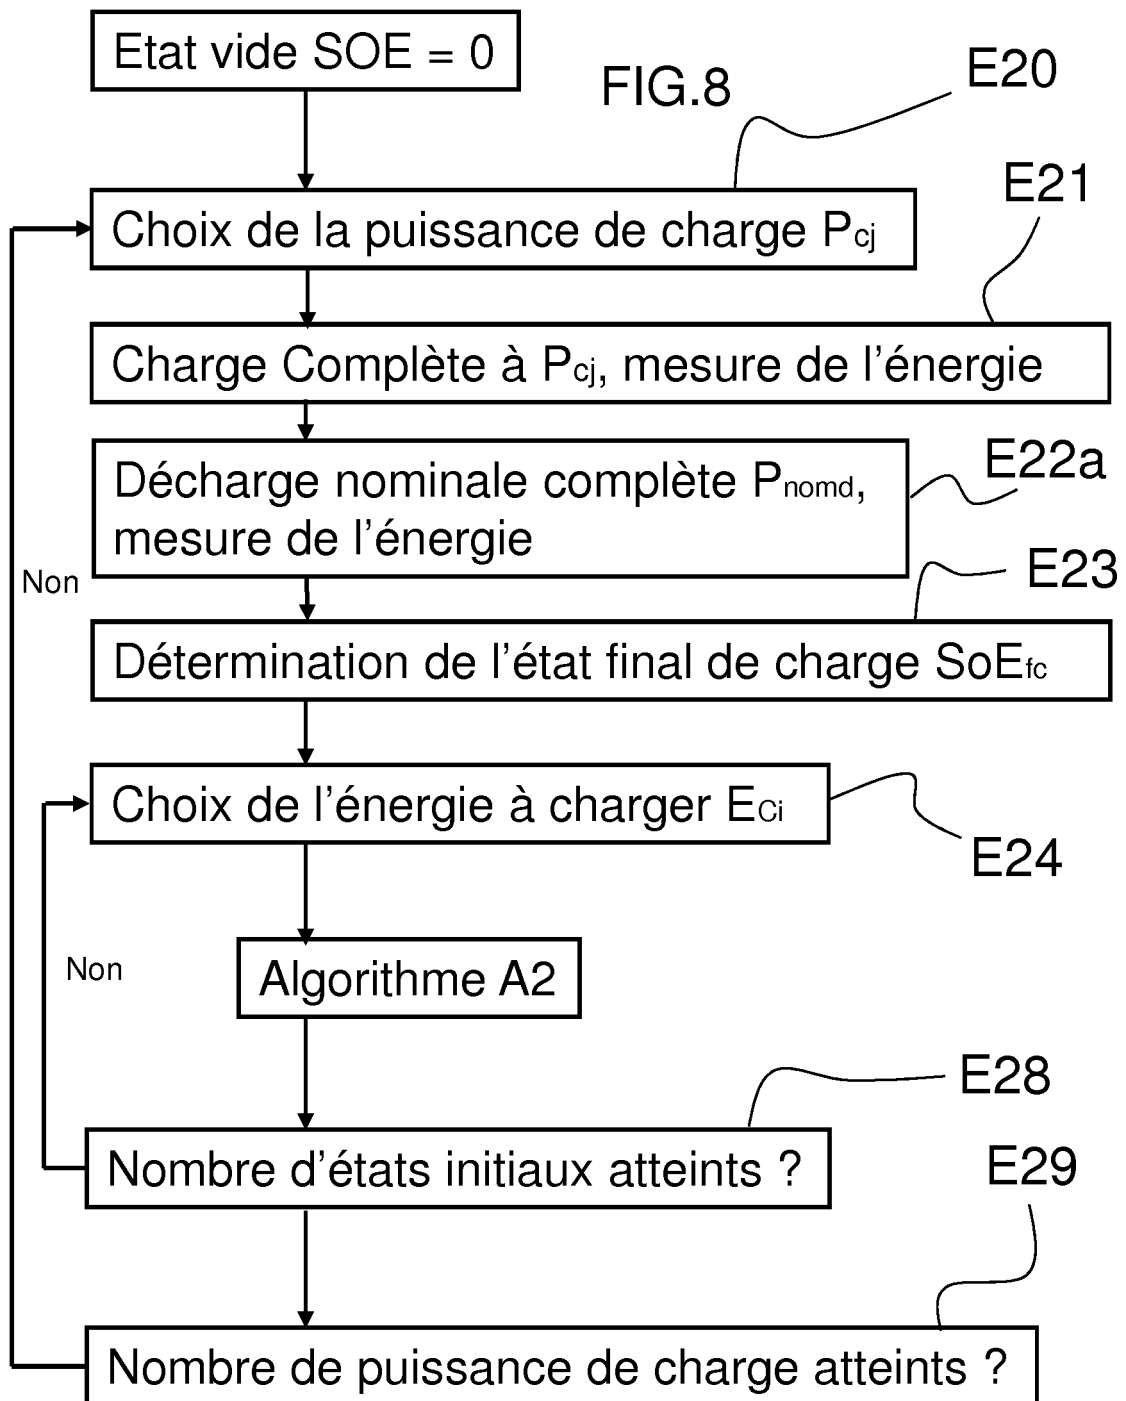 Etat vide SOE = 0
FIG.8
E20
E21
Choix de la puissance de charge Pcj
Charge Complète à Pcj, mesure de l'énergie
E22a
Décharge nominale complète Pnomd,
mesure de l'énergie
Non
E23
Détermination de l'état final de charge SoEfc
Choix de l'énergie à charger ECi
E24
Algorithme A2
Non
E28
Nombre d'états initiaux atteints ?
E29
Nombre de puissance de charge atteints ?